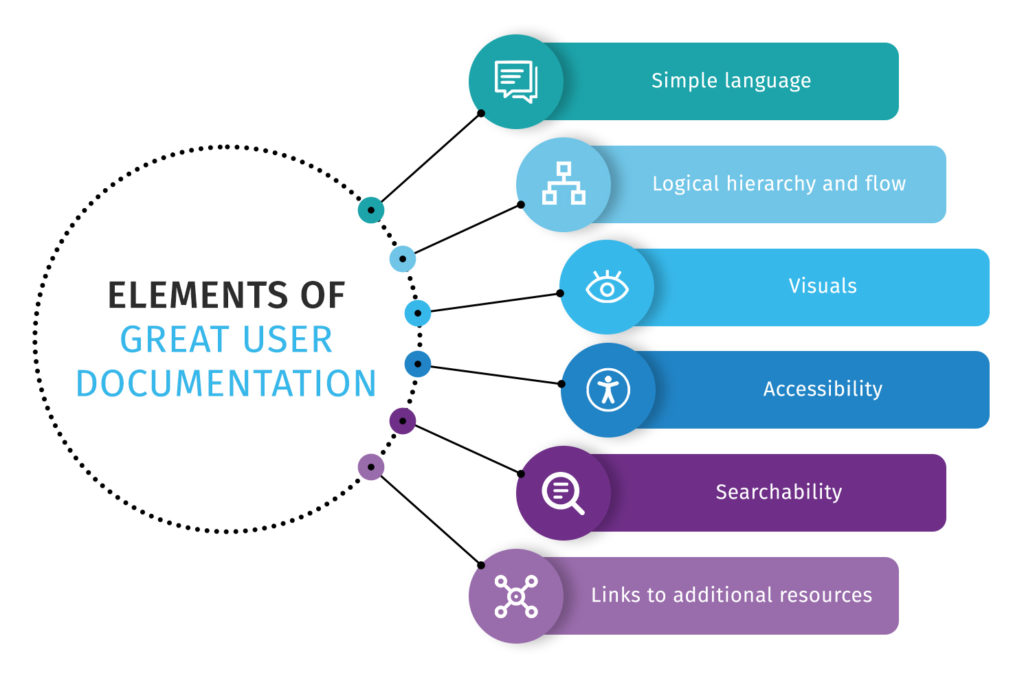 ELEMENTS OF
GREAT USER
DOCUMENTATION
Simple language
Logical hierarchy and flow
Visuals
Accessibility
Searchability
Links to additional resources